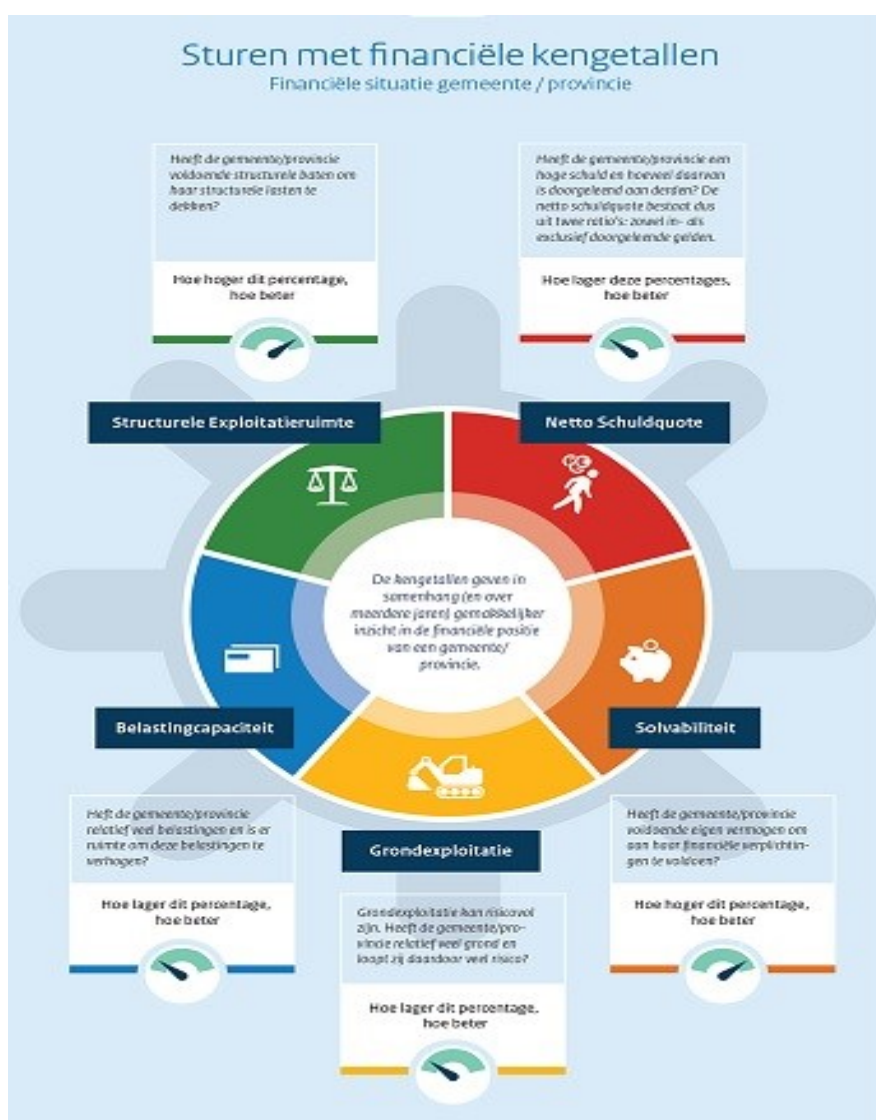 Sturen met financiële kengetallen
Financiële situatie gemeente / provincie
Heeft de gemeente/provincie
voldoende structurele baten om
haar structurele lasten te
dekken?
Hoe hoger dit percentage,
hoe beter
Structurele Exploitatieruimte
Heeft de gemeente/provincie een
hoge schuld en hoeveel daarvan
is doorgeleend aan derden? De
netto schuldquote bestaat dus
uit twee ratio's: zowel in- als
exclusief doorgeleende gelden.
Hoe lager deze percentages,
hoe beter
Netto Schuldquote
De kengetallen geven in
samenhang (en over
meerdere jaren) gemakkelijker
inzicht in de financiële positie
van een gemeente/
provincie.
Belastingcapaciteit
Heft de gemeente/provincie
relatief veel belastingen en is er
ruimte om deze belastingen te
verhogen?
Hoe lager dit percentage,
hoe beter
Grondexploitatie
Grondexploitatie kan risicovol
zijn. Heeft de gemeente/pro-
vincie relatief veel grond en
loopt zij daardoor veel risico?
Hoe lager dit percentage,
hoe beter
Solvabiliteit
Heeft de gemeente/provincie
voldoende eigen vermogen om
aan haar financiële verplichtin-
gen te voldoen?
Hoe hoger dit percentage,
hoe beter